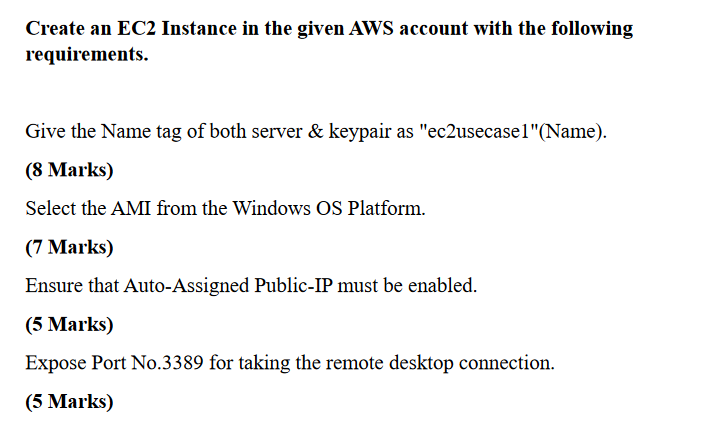 Create an EC2 Instance in the given AWS account with the following
requirements.
Give the Name tag of both server & keypair as "ec2usecase1"(Name).
(8 Marks)
Select the AMI from the Windows OS Platform.
(7 Marks)
Ensure that Auto-Assigned Public-IP must be enabled.
(5 Marks)
Expose Port No.3389 for taking the remote desktop connection.
(5 Marks)